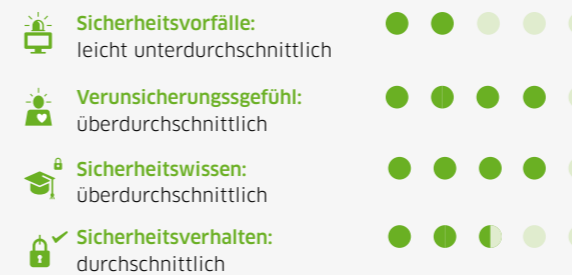 Sicherheitsvorfälle:
leicht unterdurchschnittlich
Verunsicherungssgefühl:
überdurchschnittlich
Sicherheitswissen:
überdurchschnittlich
Sicherheitsverhalten:
durchschnittlich